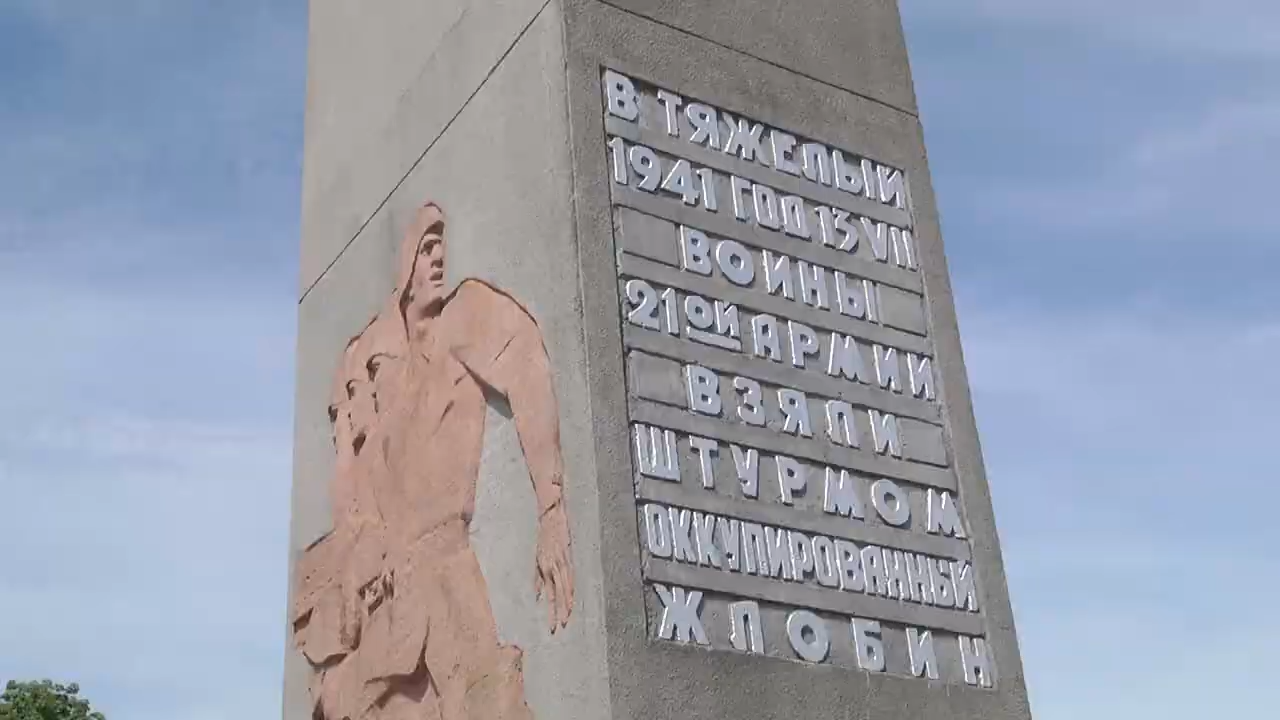 В ТЯЖЕЛЫЙ
1941 ГОД 13 VII
ВОИНЫ
21ОЙ АРМИИ
ВЗЯЛИ
ШТУРМОМ
ОККУПИРОВАННЫЙ
ЖЛОБИН